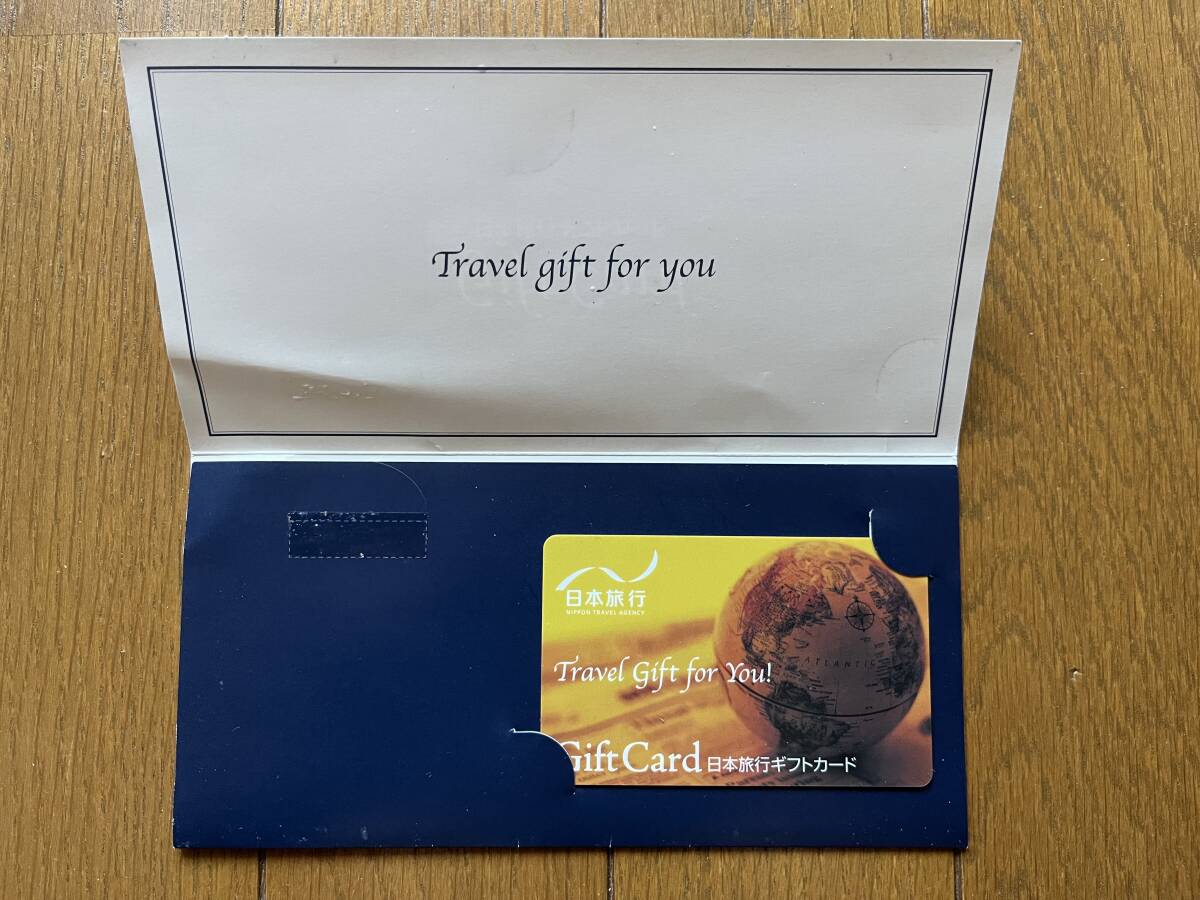 Travel gift for you
日本旅行
NIPPON TRAVEL AGENCY
ATLANTIC
Travel Gift for You!
Gift Card 日本旅行ギフトカード